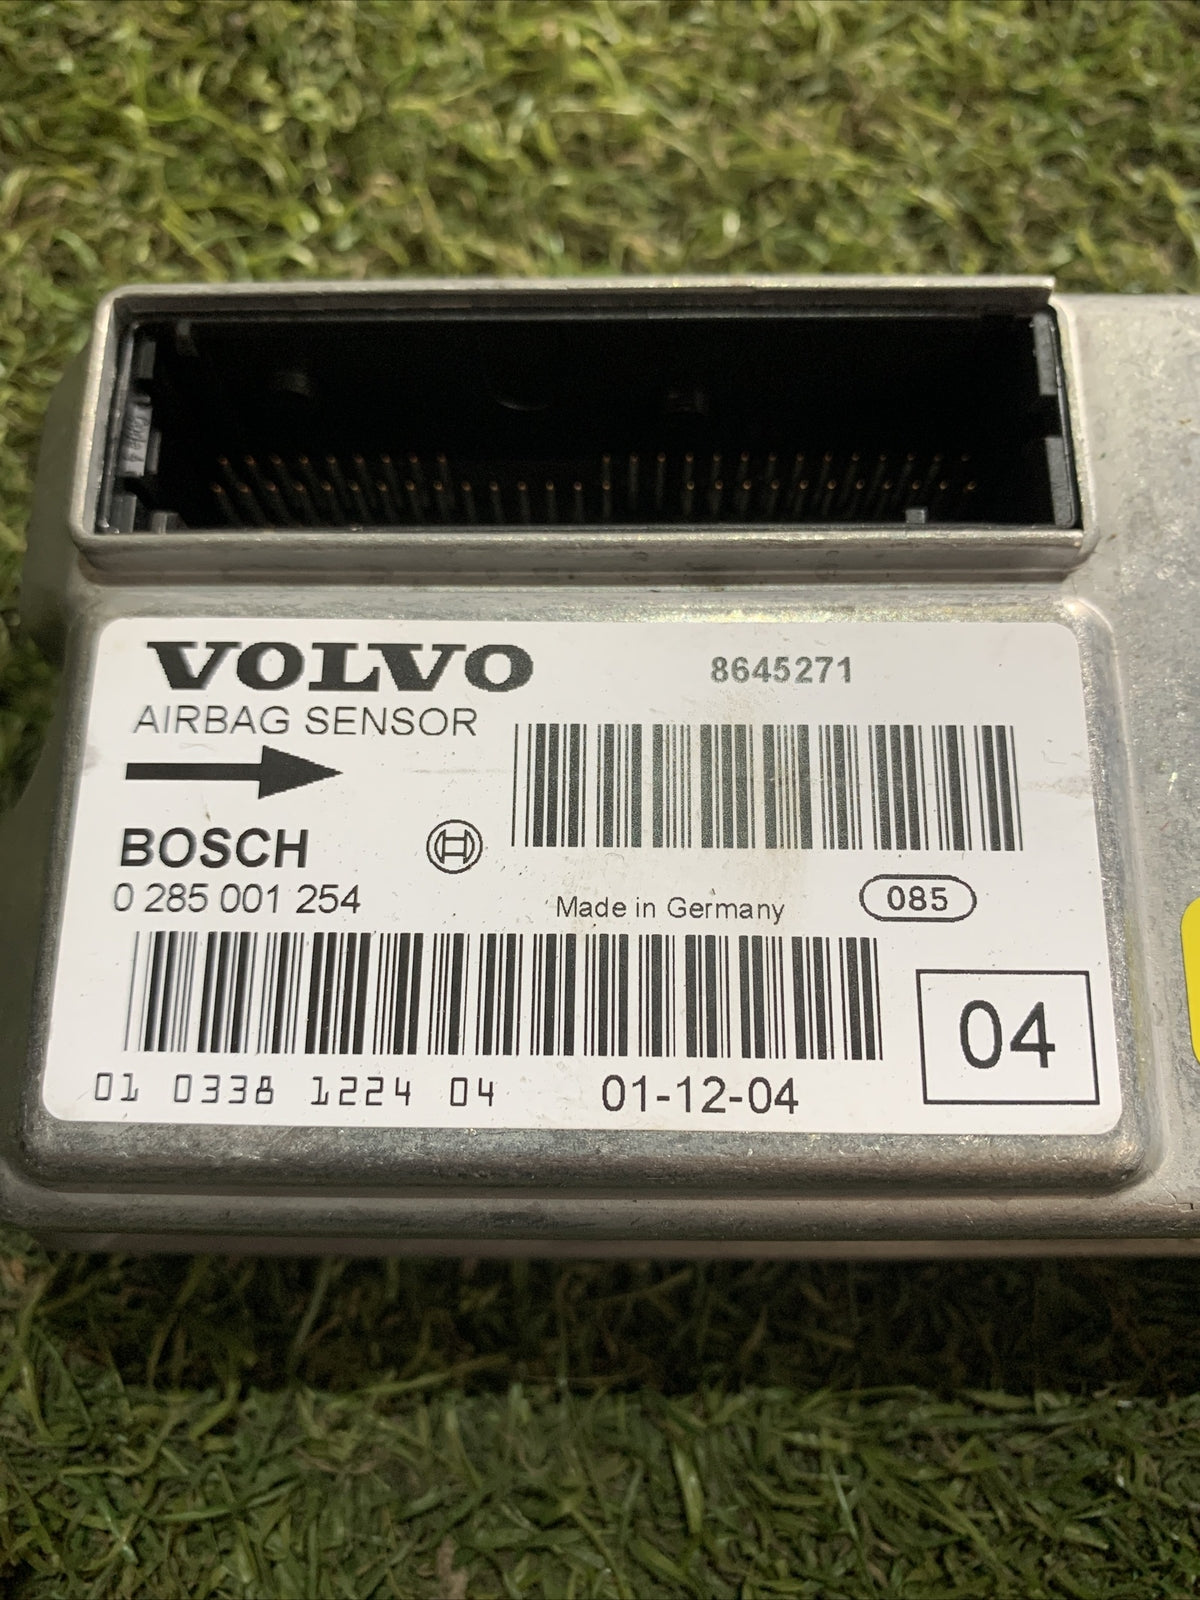 VOLVO
8645271
AIRBAG SENSOR
BOSCH
0 285 001 254
Made in Germany
085
04
01 0338 1224 04
01-12-04